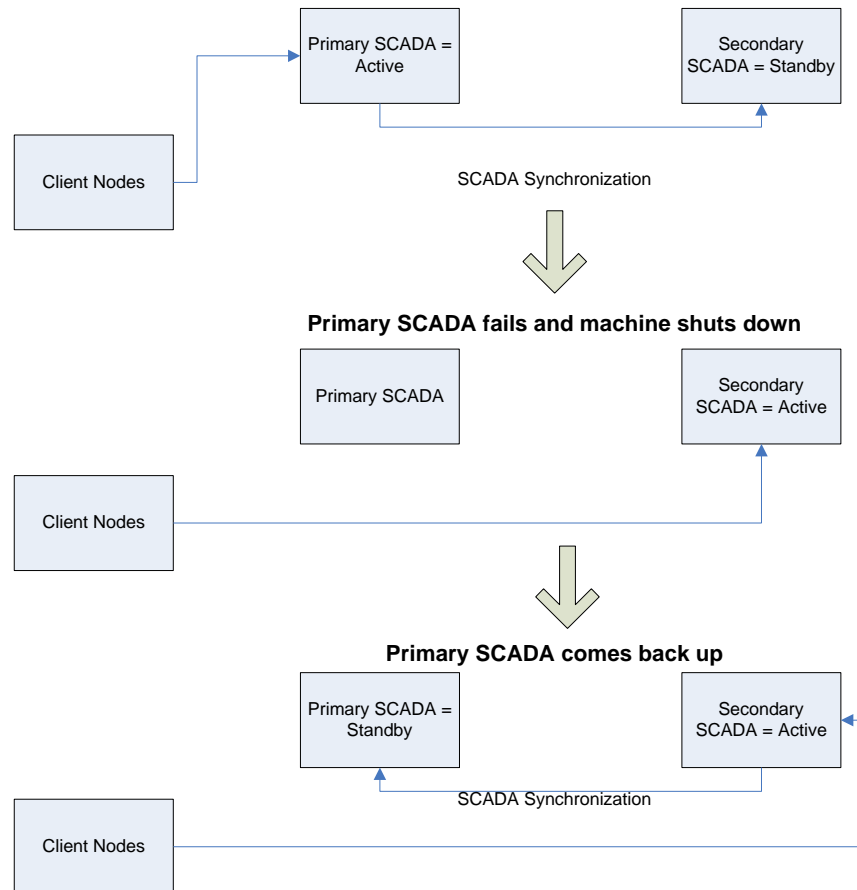 Primary SCADA =
Active
Secondary
SCADA = Standby
Client Nodes
SCADA Synchronization
Primary SCADA fails and machine shuts down
Primary SCADA
Secondary
SCADA = Active
Client Nodes
Primary SCADA comes back up
Primary SCADA =
Standby
Secondary
SCADA = Active
SCADA Synchronization
Client Nodes